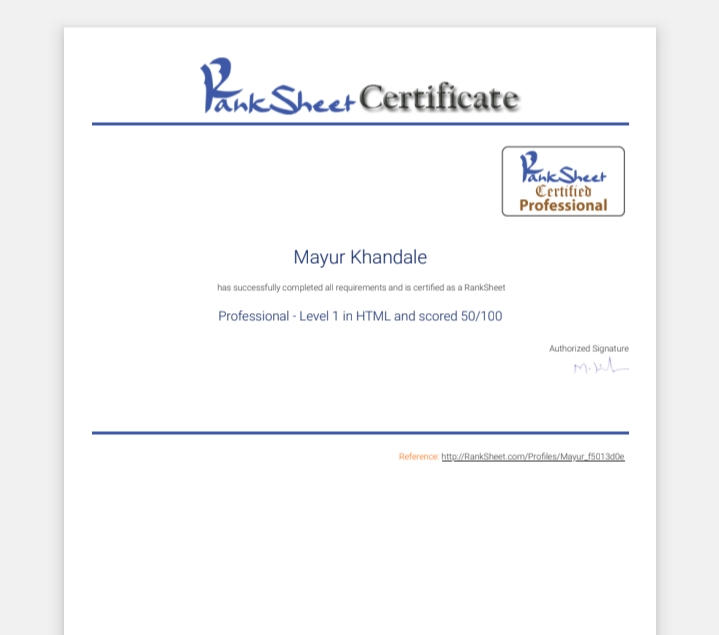 RankSheet Certificate
RankSheet
Certified
Professional
Mayur Khandale
has successfully completed all requirements and is certified as a RankSheet
Professional - Level 1 in HTML and scored 50/100
Authorized Signature
Reference: http://RankSheet.com/Profiles/Mayur_f5013d0e